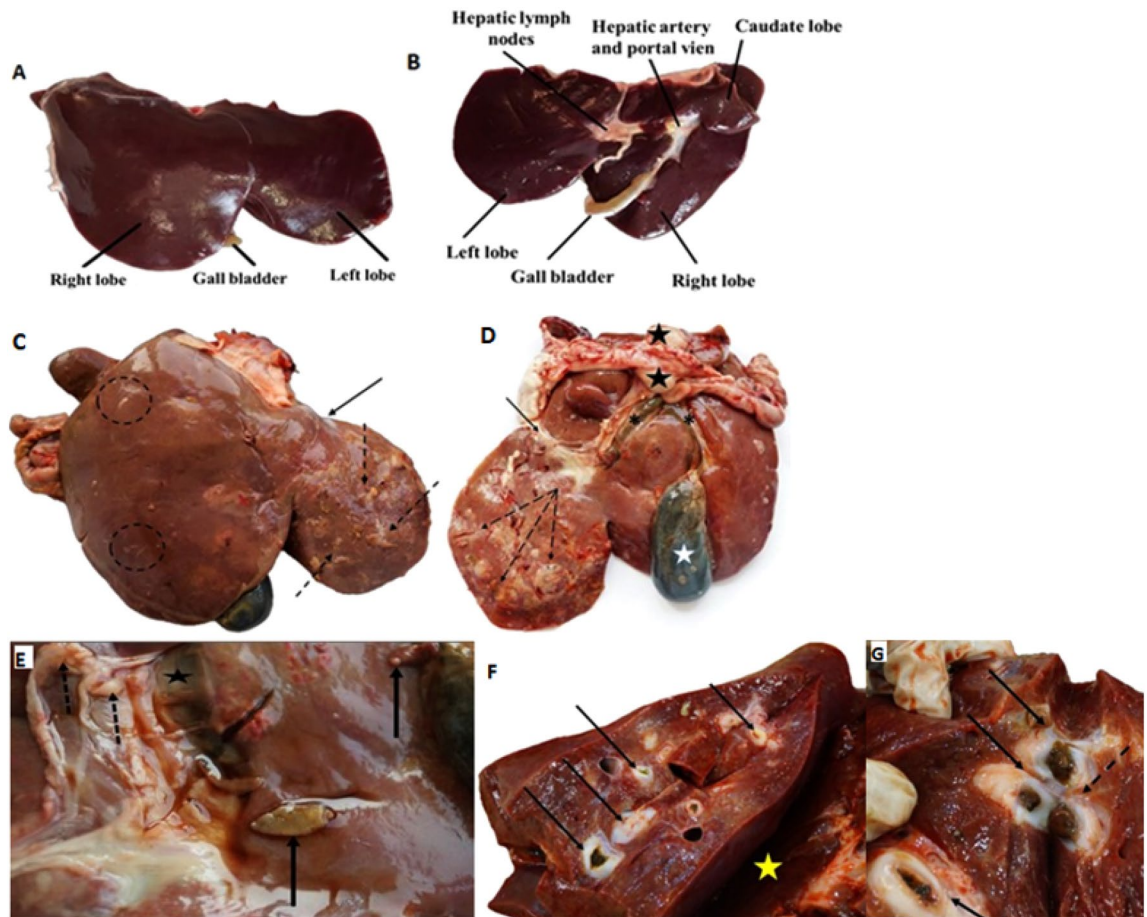 A
Right lobe
Gall bladder
Left lobe
B
Hepatic lymph
nodes
Hepatic artery
and portal vien
Caudate lobe
Left lobe
Gall bladder
Right lobe
C
D
E
F
G